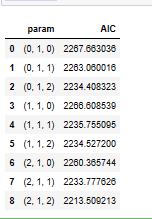 param AIC
0 (0, 1, 0) 2267.663036
1 (0, 1, 1) 2263.060016
2 (0, 1, 2) 2234.408323
3 (1, 1, 0) 2266.608539
4 (1, 1, 1) 2235.755095
5 (1, 1, 2) 2234.527200
6 (2, 1, 0) 2260.365744
7 (2, 1, 1) 2233.777626
8 (2, 1, 2) 2213.509213